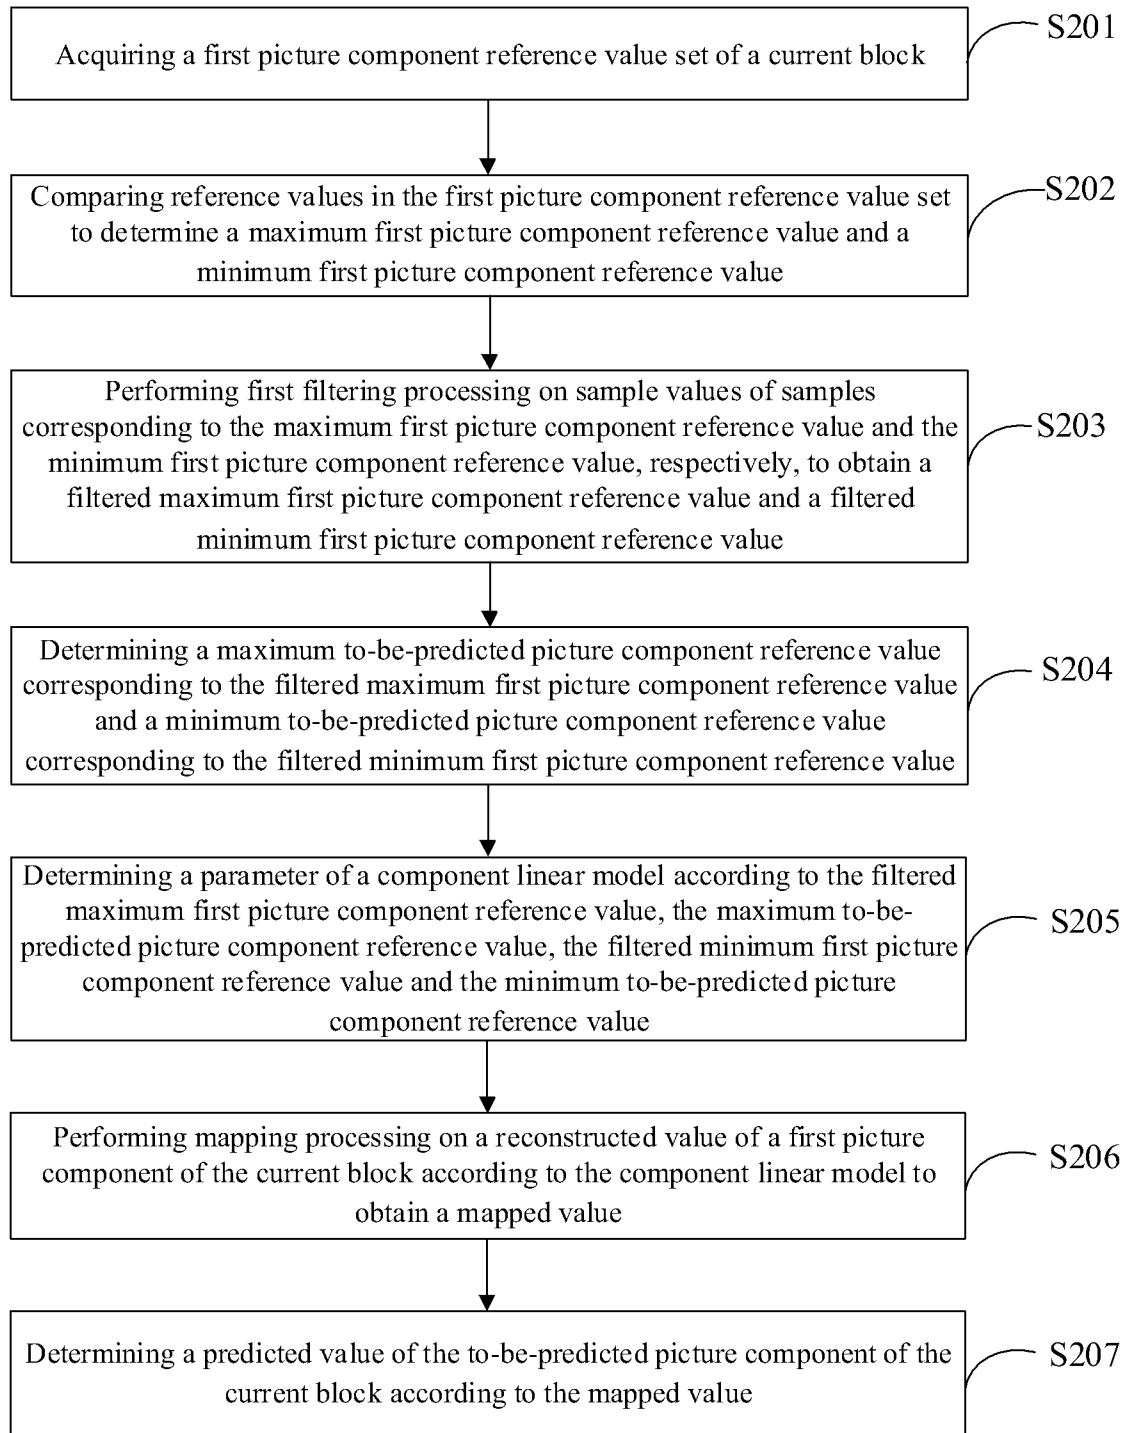 Acquiring a first picture component reference value set of a current block
S201
Comparing reference values in the first picture component reference value set
to determine a maximum first picture component reference value and a
minimum first picture component reference value
S202
Performing first filtering processing on sample values of samples
corresponding to the maximum first picture component reference value and the
minimum first picture component reference value, respectively, to obtain a
filtered maximum first picture component reference value and a filtered
minimum first picture component reference value
S203
Determining a maximum to-be-predicted picture component reference value
corresponding to the filtered maximum first picture component reference value
and a minimum to-be-predicted picture component reference value
corresponding to the filtered minimum first picture component reference value
S204
Determining a parameter of a component linear model according to the filtered
maximum first picture component reference value, the maximum to-be-
predicted picture component reference value, the filtered minimum first picture
component reference value and the minimum to-be-predicted picture
component reference value
S205
Performing mapping processing on a reconstructed value of a first picture
component of the current block according to the component linear model to
obtain a mapped value
S206
Determining a predicted value of the to-be-predicted picture component of the
current block according to the mapped value
S207